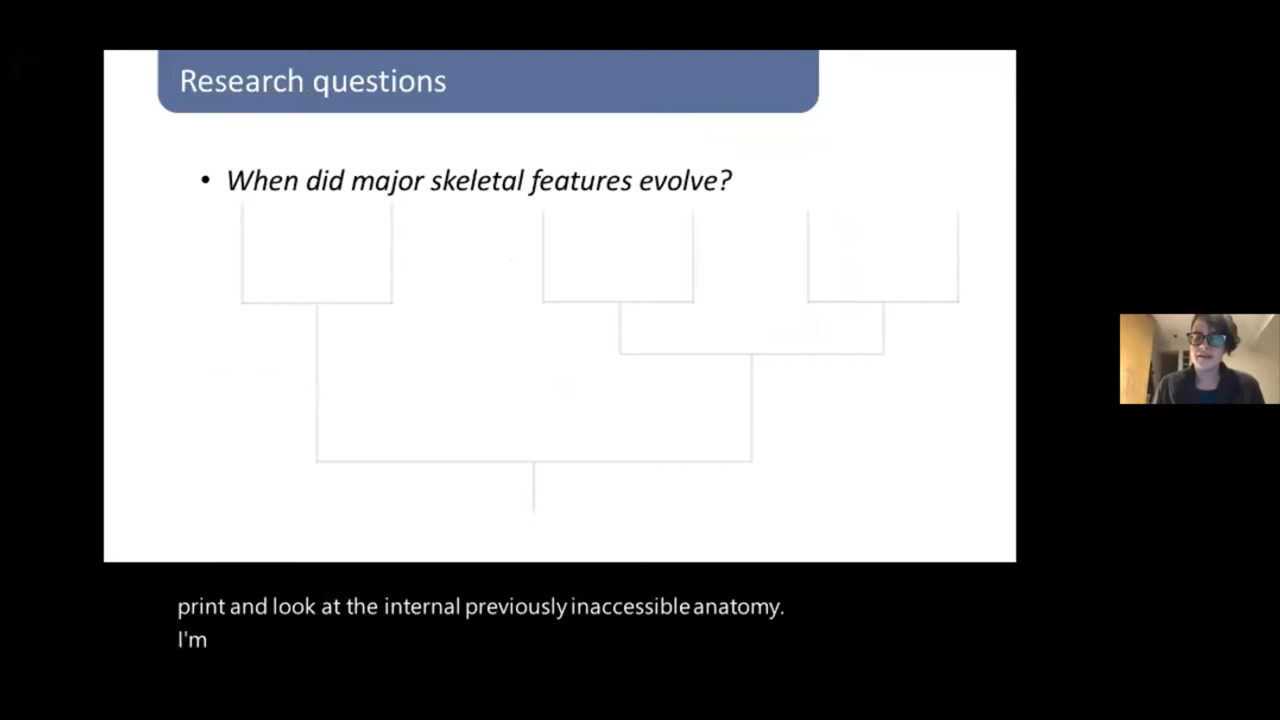 Research questions
• When did major skeletal features evolve?
print and look at the internal previously inaccessible anatomy.
I'm